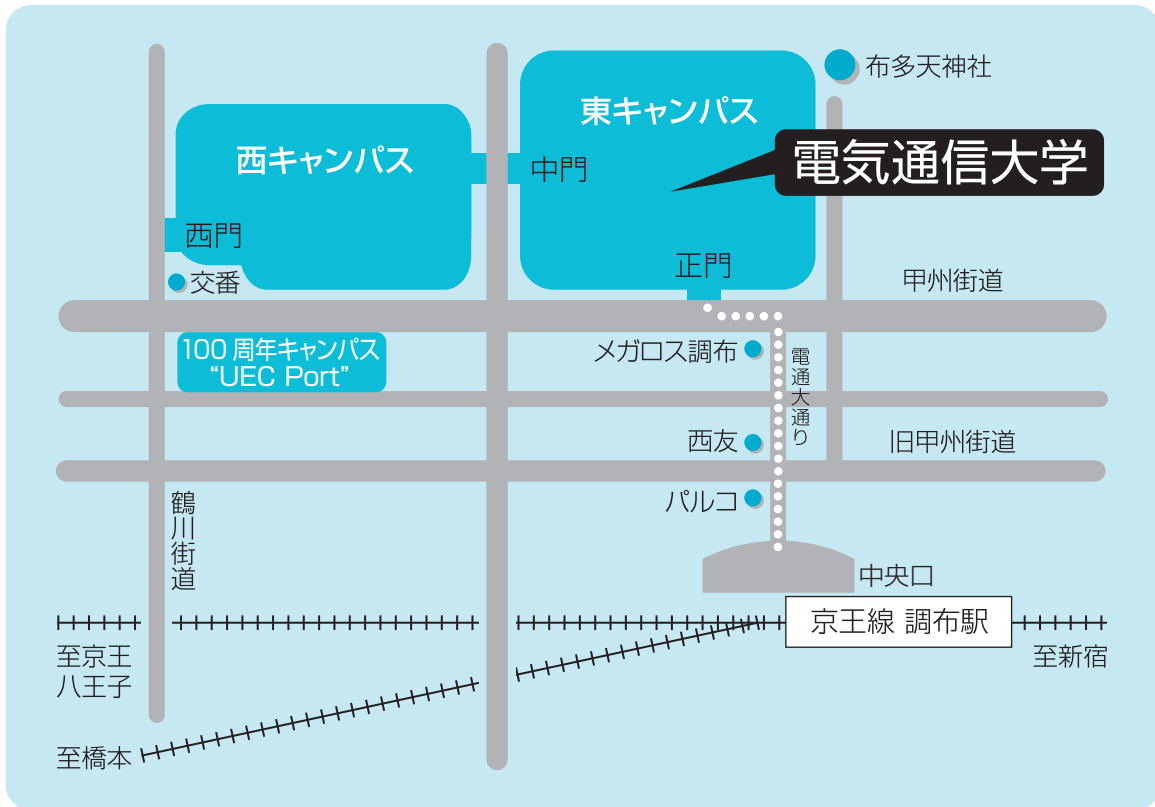 布多天神社
東キャンパス
西キャンパス
電気通信大学
中門
西門
正門
交番
甲州街道
100周年キャンパス
“UEC Port”
メガロス調布
電通大通り
西友
旧甲州街道
パルコ
鶴川街道
中央口
京王線 調布駅
至京王
八王子
至新宿
至橋本